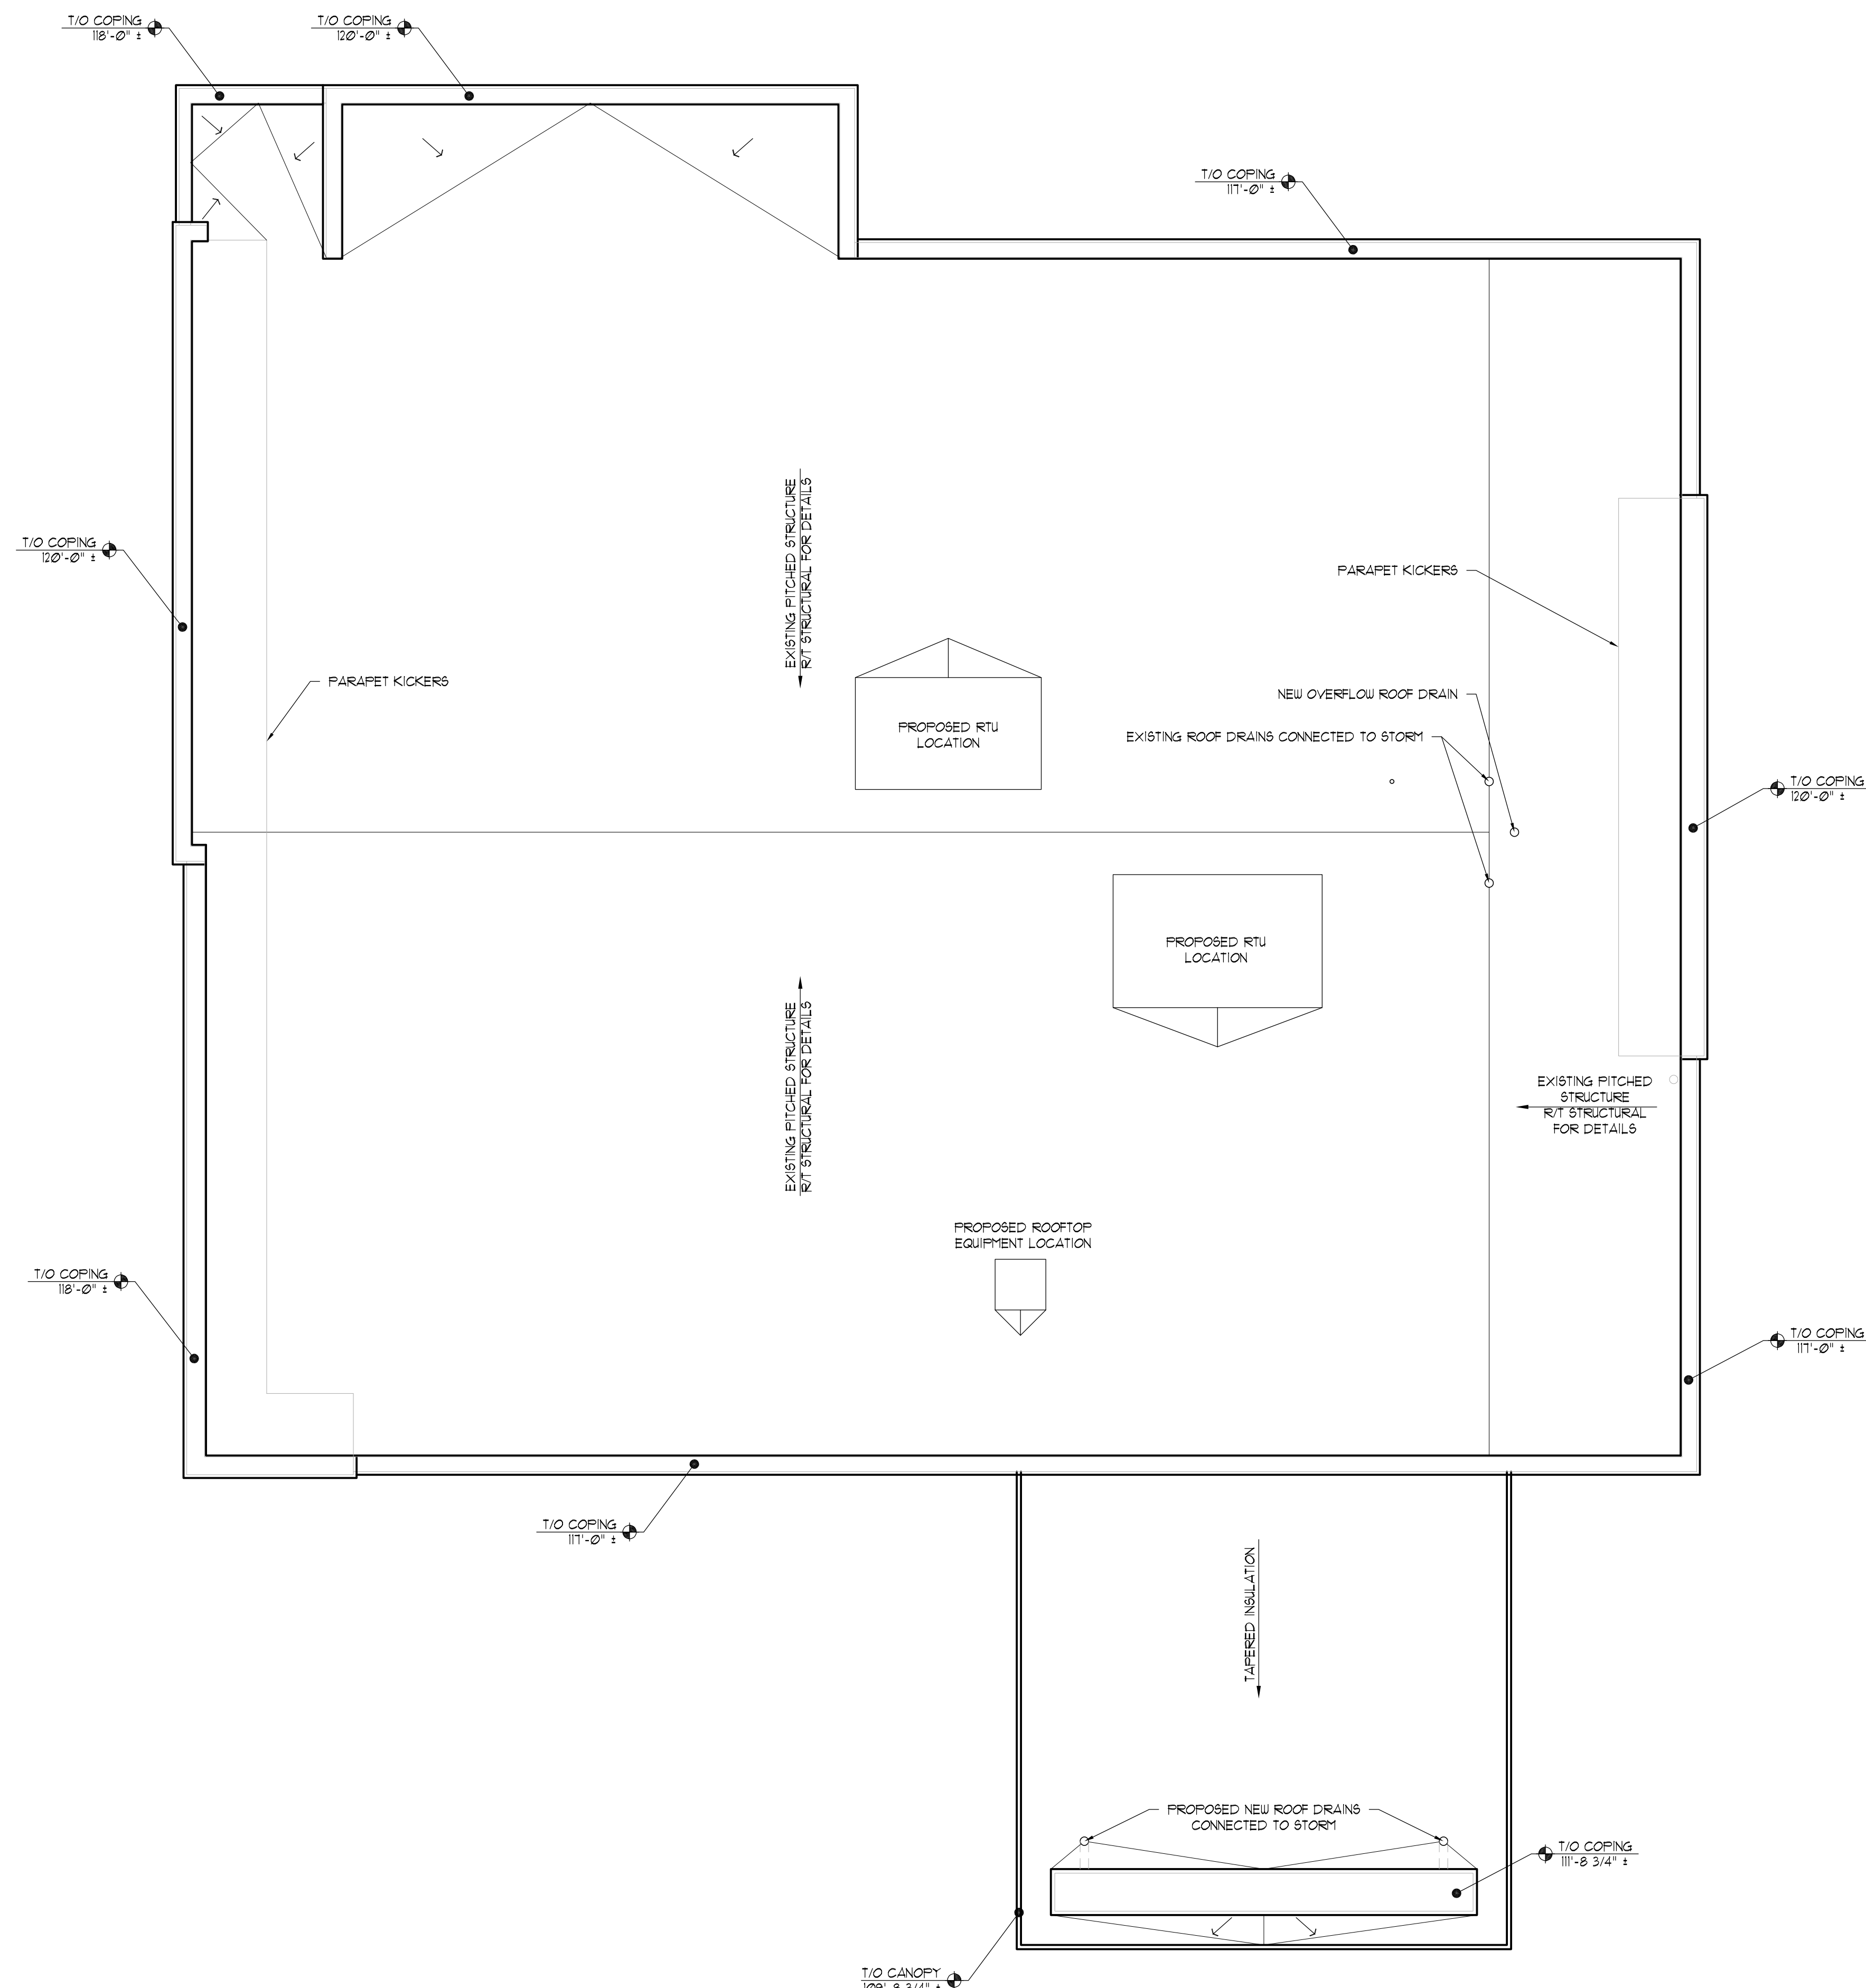 T/O COPING
118'-0" ±
T/O COPING
120'-0" ±
T/O COPING
117'-0" ±
T/O COPING
120'-0" ±
EXISTING PITCHED STRUCTURE
R/T STRUCTURAL FOR DETAILS
PARAPET KICKERS
PARAPET KICKERS
NEW OVERFLOW ROOF DRAIN
PROPOSED RTU
LOCATION
EXISTING ROOF DRAINS CONNECTED TO STORM
T/O COPING
120'-0" ±
PROPOSED RTU
LOCATION
EXISTING PITCHED STRUCTURE
R/T STRUCTURAL FOR DETAILS
EXISTING PITCHED
STRUCTURE
R/T STRUCTURAL
FOR DETAILS
PROPOSED ROOFTOP
EQUIPMENT LOCATION
T/O COPING
118'-0" ±
T/O COPING
117'-0" ±
T/O COPING
117'-0" ±
TAPERED INSULATION
PROPOSED NEW ROOF DRAINS
CONNECTED TO STORM
T/O COPING
111'-8 3/4" ±
T/O CANOPY
109'-8 3/4" ±